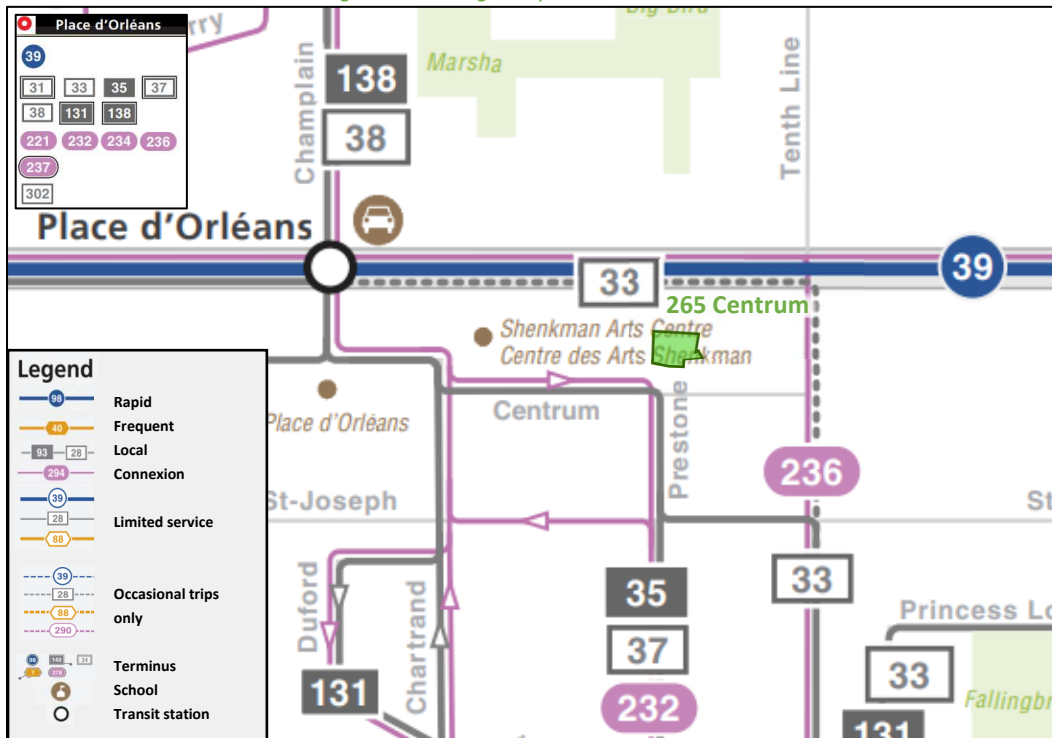 Place d'Orléans
39
31 33 35 37
38 131 138
221 232 234 236
237
302
rry
Champlain
138
38
Marsha
Big Bird
Tenth Line
Place d'Orléans
33
39
265 Centrum
Shenkman Arts Centre
Centre des Arts Shenkman
Place d'Orléans
Centrum
Prestone
236
St-Joseph
St
Duford
Chartrand
131
35
37
232
33
Princess Lo
33
131
Fallingbr
Legend
98 Rapid
40 Frequent
93 28 Local
294 Connexion
39
28 Limited service
88
39
28 Occasional trips
88 only
290
Terminus
School
Transit station